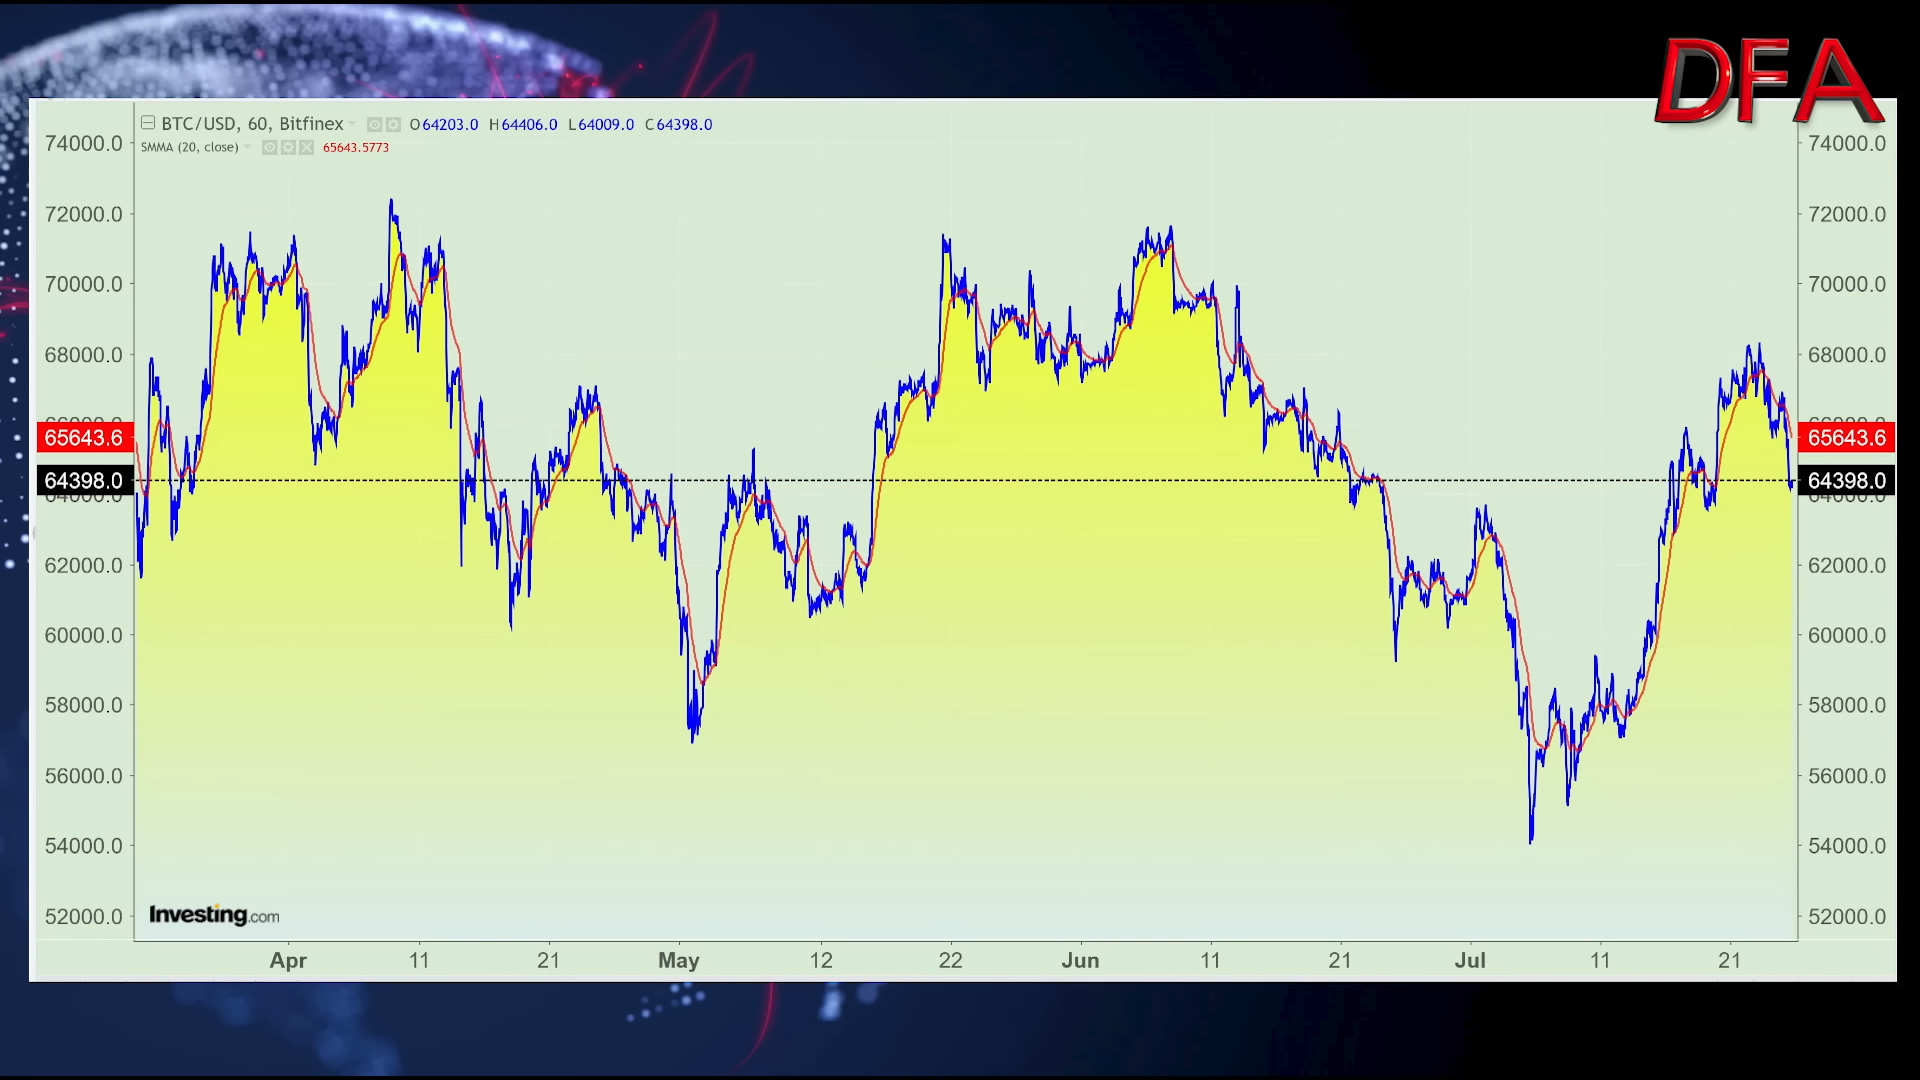 DFA
BTC/USD, 60, Bitfinex O64203.0 H64406.0 L64009.0 C64398.0
SMMA (20, close) 65643.5773
74000.0 74000.0
72000.0 72000.0
70000.0 70000.0
68000.0 68000.0
65643.6 65643.6
64398.0 64398.0
62000.0 62000.0
60000.0 60000.0
58000.0 58000.0
56000.0 56000.0
54000.0 54000.0
52000.0 52000.0
Investing.com
Apr 11 21 May 12 22 Jun 11 21 Jul 11 21